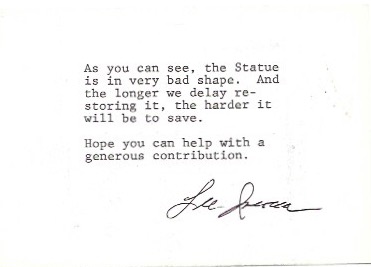 As you can see, the Statue
is in very bad shape.  And
the longer we delay re-
storing it, the harder it
will be to save.
Hope you can help with a
generous contribution.
Lee